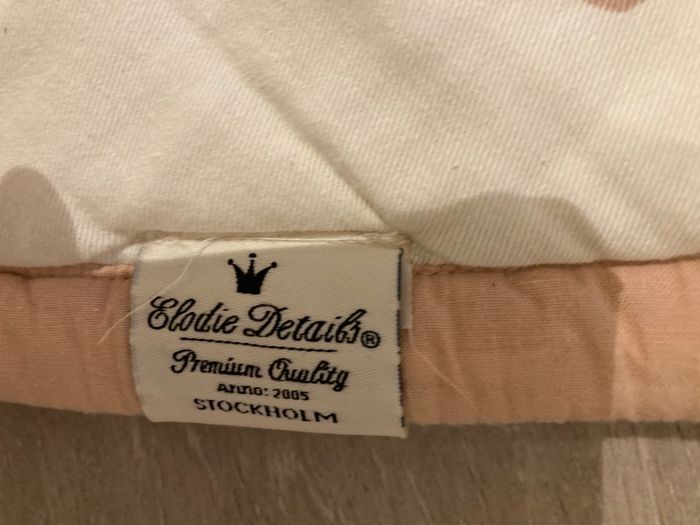 Elodie Details®
Premium Quality
Anno: 2005
STOCKHOLM